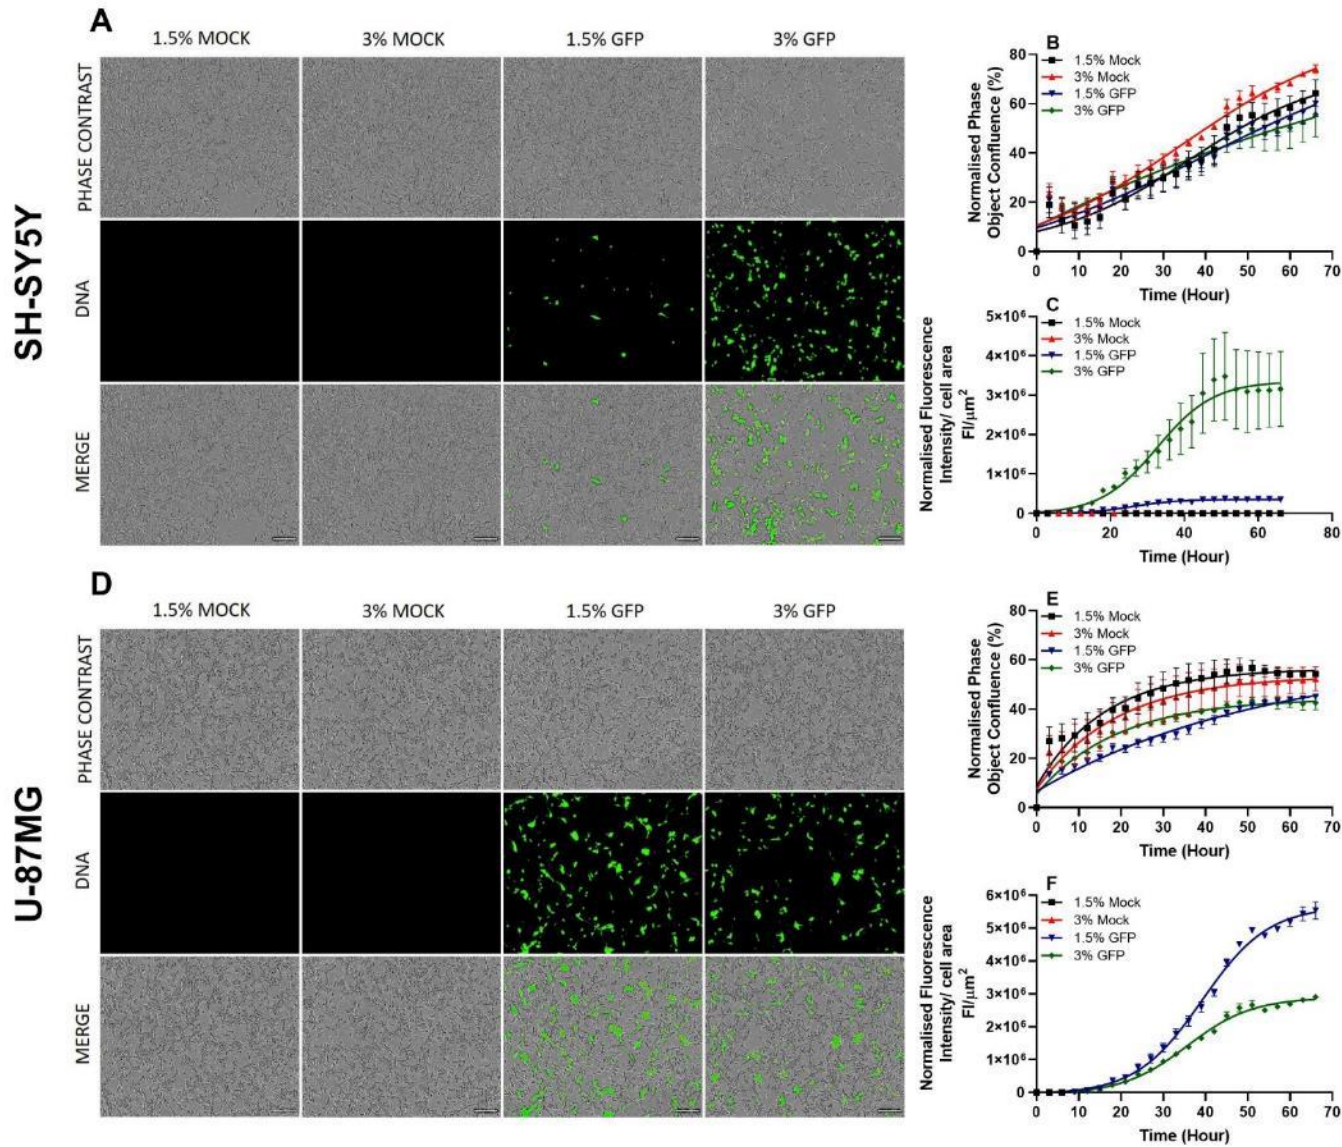 SH-SY5Y
A
1.5% MOCK
3% MOCK
1.5% GFP
3% GFP
PHASE CONTRAST
DNA
MERGE
B
1.5% Mock
3% Mock
1.5% GFP
3% GFP
Normalised Phase
Object Confluence (%)
80
60
40
20
0
0 10 20 30 40 50 60 70
Time (Hour)
C
1.5% Mock
3% Mock
1.5% GFP
3% GFP
Normalised Fluorescence
Intensity/ cell area
FI/μm²
5×10⁶
4×10⁶
3×10⁶
2×10⁶
1×10⁶
0
0 20 40 60 80
Time (Hour)
U-87MG
D
1.5% MOCK
3% MOCK
1.5% GFP
3% GFP
PHASE CONTRAST
DNA
MERGE
E
1.5% Mock
3% Mock
1.5% GFP
3% GFP
Normalised Phase
Object Confluence (%)
80
60
40
20
0
0 10 20 30 40 50 60 70
Time (Hour)
F
1.5% Mock
3% Mock
1.5% GFP
3% GFP
Normalised Fluorescence
Intensity/ cell area
FI/μm²
6×10⁶
5×10⁶
4×10⁶
3×10⁶
2×10⁶
1×10⁶
0
0 10 20 30 40 50 60 70
Time (Hour)